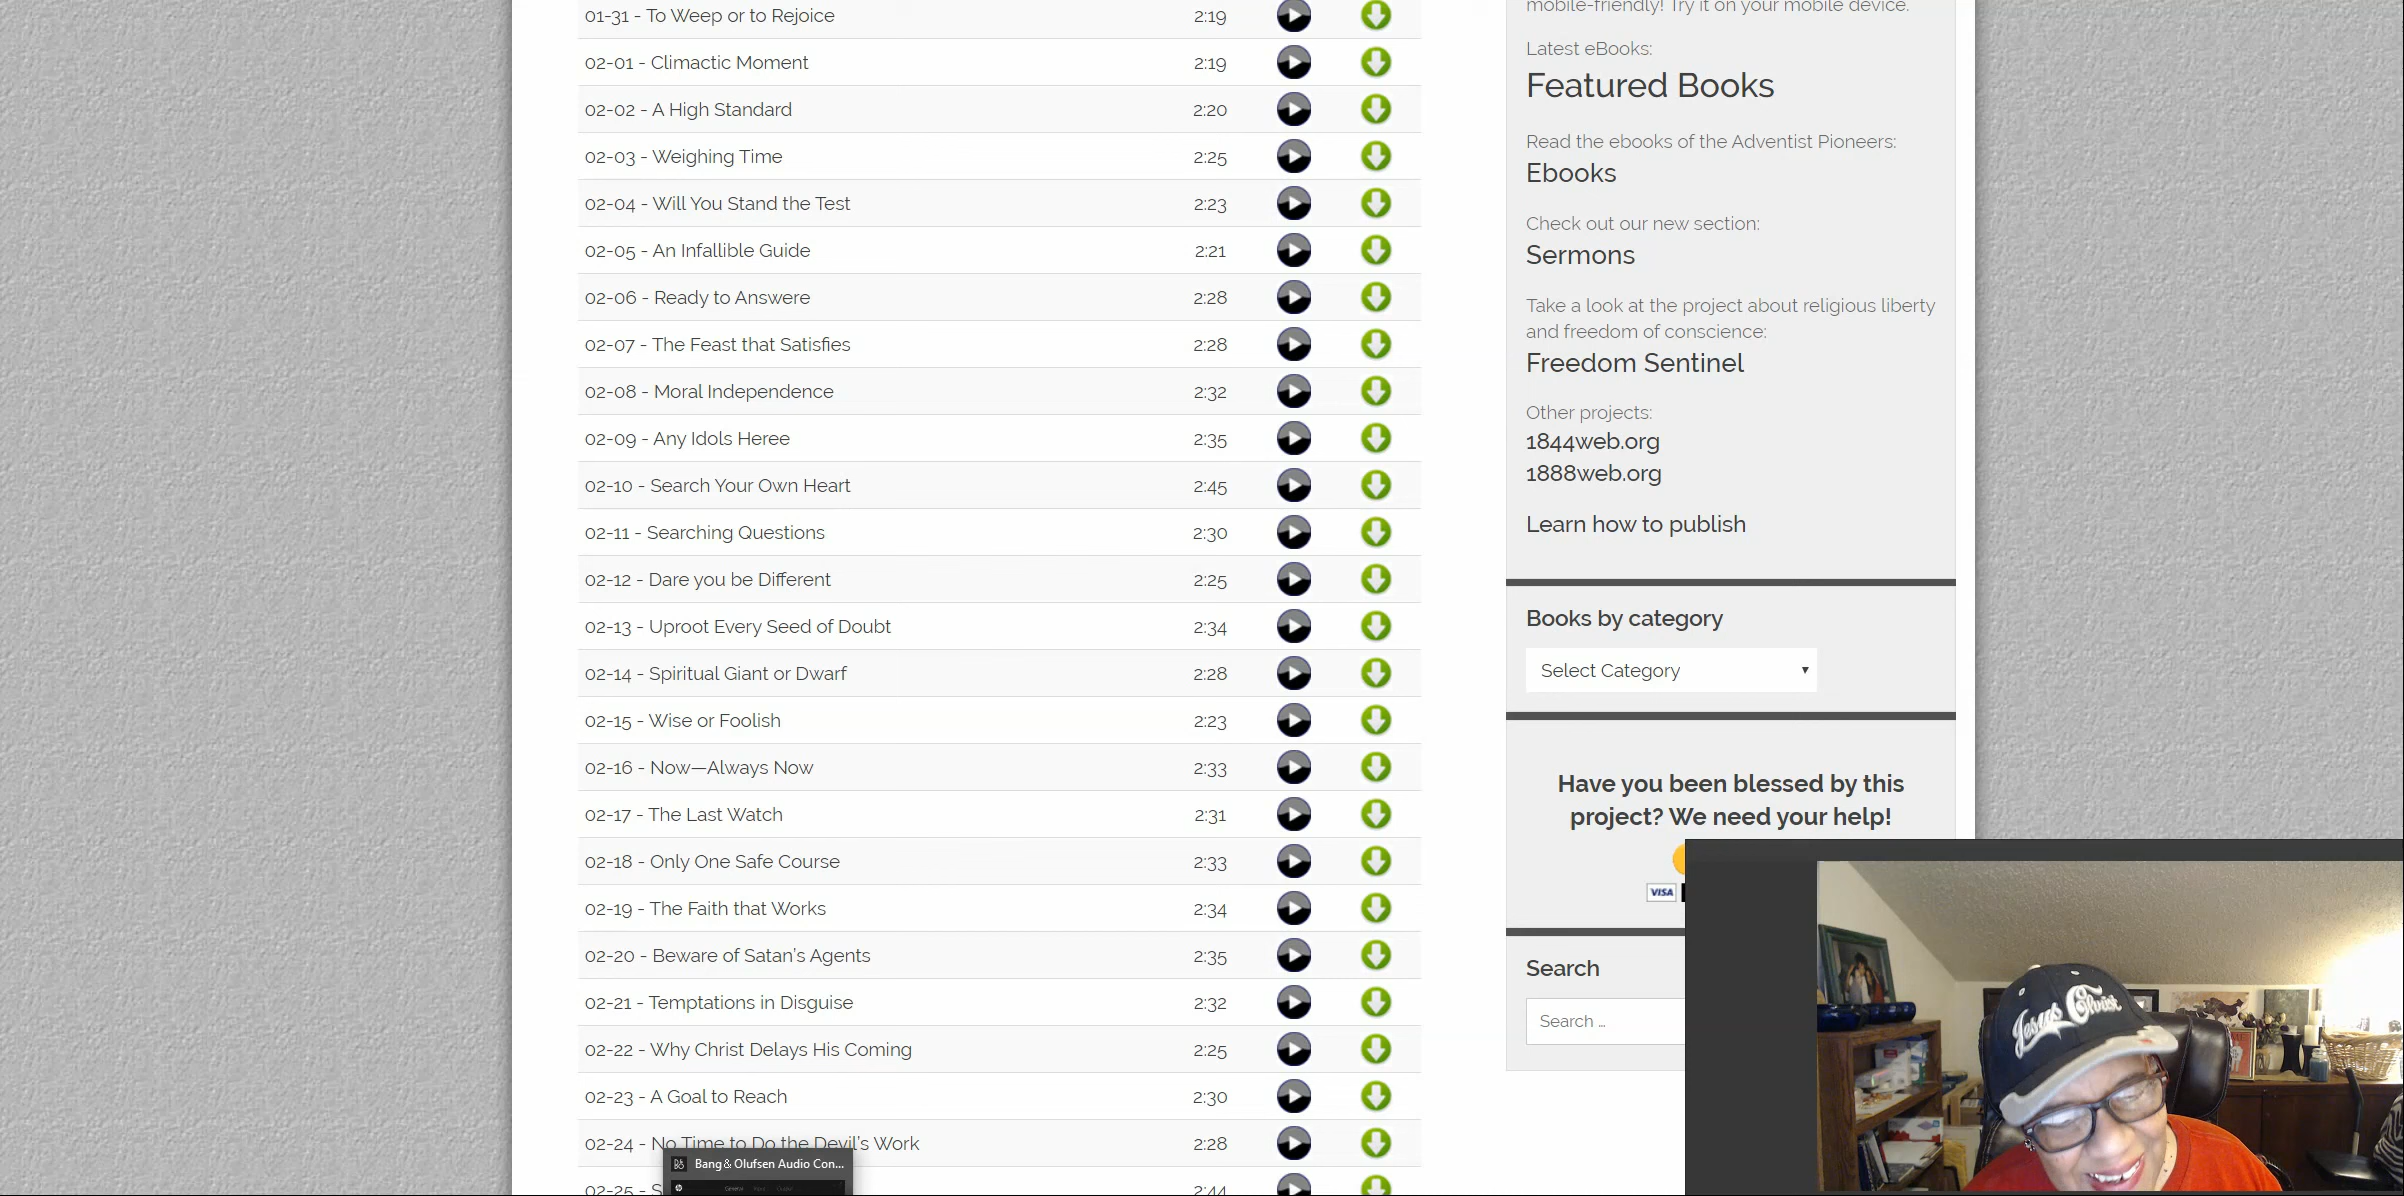 01-31 - To Weep or to Rejoice 2:19
02-01 - Climactic Moment 2:19
02-02 - A High Standard 2:20
02-03 - Weighing Time 2:25
02-04 - Will You Stand the Test 2:23
02-05 - An Infallible Guide 2:21
02-06 - Ready to Answere 2:28
02-07 - The Feast that Satisfies 2:28
02-08 - Moral Independence 2:32
02-09 - Any Idols Heree 2:35
02-10 - Search Your Own Heart 2:45
02-11 - Searching Questions 2:30
02-12 - Dare you be Different 2:25
02-13 - Uproot Every Seed of Doubt 2:34
02-14 - Spiritual Giant or Dwarf 2:28
02-15 - Wise or Foolish 2:23
02-16 - Now—Always Now 2:33
02-17 - The Last Watch 2:31
02-18 - Only One Safe Course 2:33
02-19 - The Faith that Works 2:34
02-20 - Beware of Satan's Agents 2:35
02-21 - Temptations in Disguise 2:32
02-22 - Why Christ Delays His Coming 2:25
02-23 - A Goal to Reach 2:30
02-24 - No Time to Do the Devil's Work 2:28
02-25 - S 2:44
Bang & Olufsen Audio Con...
mobile-friendly! Try it on your mobile device.
Latest eBooks:
Featured Books
Read the ebooks of the Adventist Pioneers:
Ebooks
Check out our new section:
Sermons
Take a look at the project about religious liberty
and freedom of conscience:
Freedom Sentinel
Other projects:
1844web.org
1888web.org
Learn how to publish
Books by category
Select Category
Have you been blessed by this
project? We need your help!
VISA
Search
Search ...
Jesus Christ